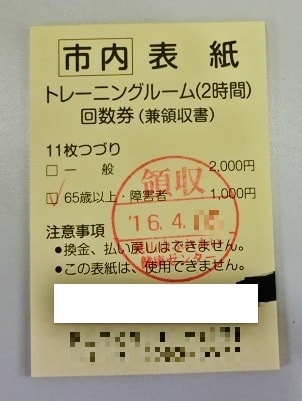 市内 表紙
トレーニングルーム(2時間)
回数券(兼領収書)
11枚つづり
□ 一般 2,000円
☑ 65歳以上・障害者 1,000円
領収
'16.4.
注意事項
●換金、払い戻しはできません。
●この表紙は、使用できません。